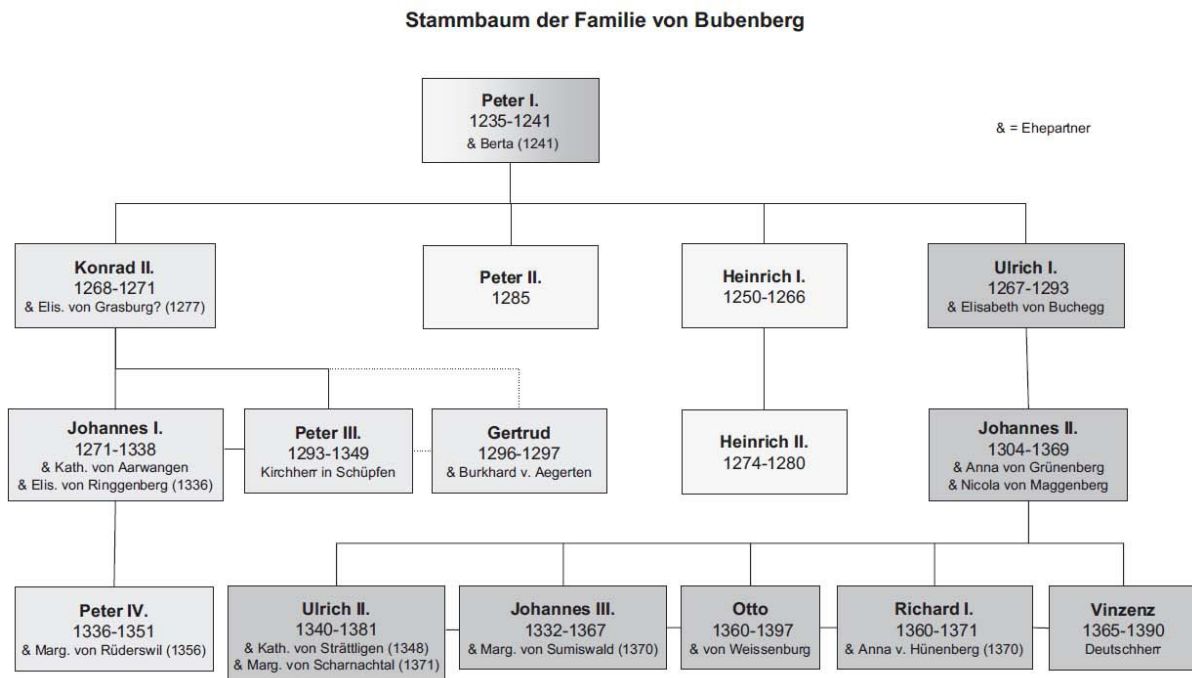 Stammbaum der Familie von Bubenberg
Peter I.
1235-1241
& Berta (1241)
& = Ehepartner
Konrad II.
1268-1271
& Elis. von Grasburg? (1277)
Peter II.
1285
Heinrich I.
1250-1266
Ulrich I.
1267-1293
& Elisabeth von Buchegg
Johannes I.
1271-1338
& Kath. von Aarwangen
& Elis. von Ringgenberg (1336)
Peter III.
1293-1349
Kirchherr in Schüpfen
Gertrud
1296-1297
& Burkhard v. Aegerten
Heinrich II.
1274-1280
Johannes II.
1304-1369
& Anna von Grünenberg
& Nicola von Maggenberg
Peter IV.
1336-1351
& Marg. von Rüderswil (1356)
Ulrich II.
1340-1381
& Kath. von Strättligen (1348)
& Marg. von Scharnachtal (1371)
Johannes III.
1332-1367
& Marg. von Sumiswald (1370)
Otto
1360-1397
& von Weissenburg
Richard I.
1360-1371
& Anna v. Hünenberg (1370)
Vinzenz
1365-1390
Deutschherr